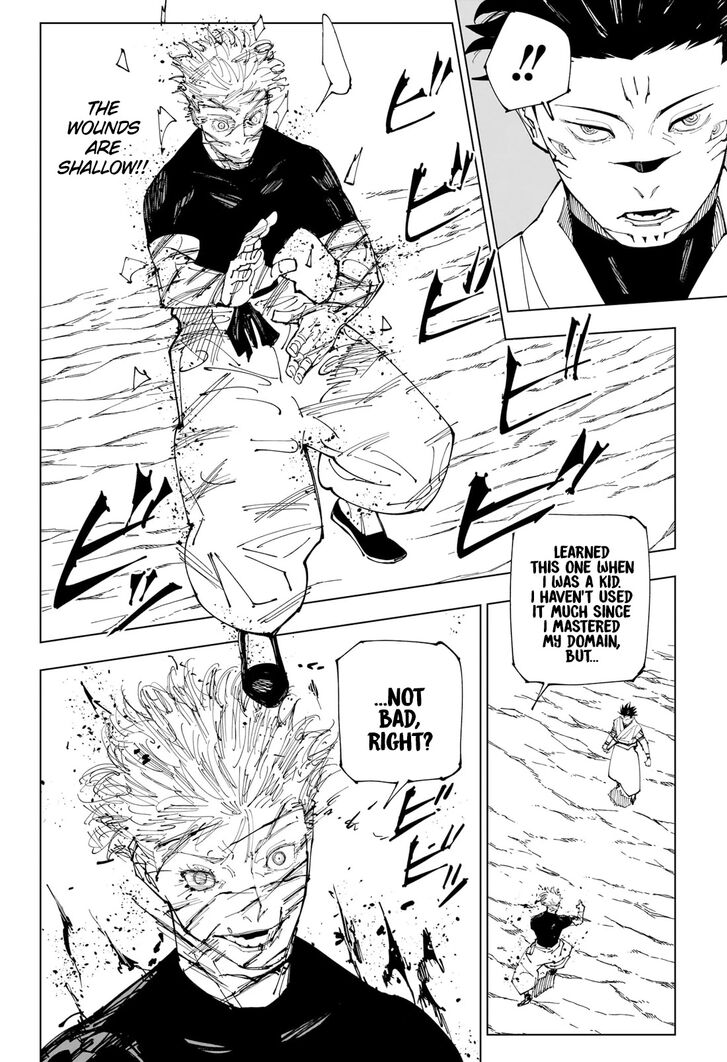 !!
THE
WOUNDS
ARE
SHALLOW!!
ビ
ビ
ビ
ビ
ビ
ビ
ビ
ビ
LEARNED
THIS ONE WHEN
I WAS A KID.
I HAVEN'T USED
IT MUCH SINCE
I MASTERED
MY DOMAIN,
BUT...
...NOT
BAD,
RIGHT?
ビ
ビ